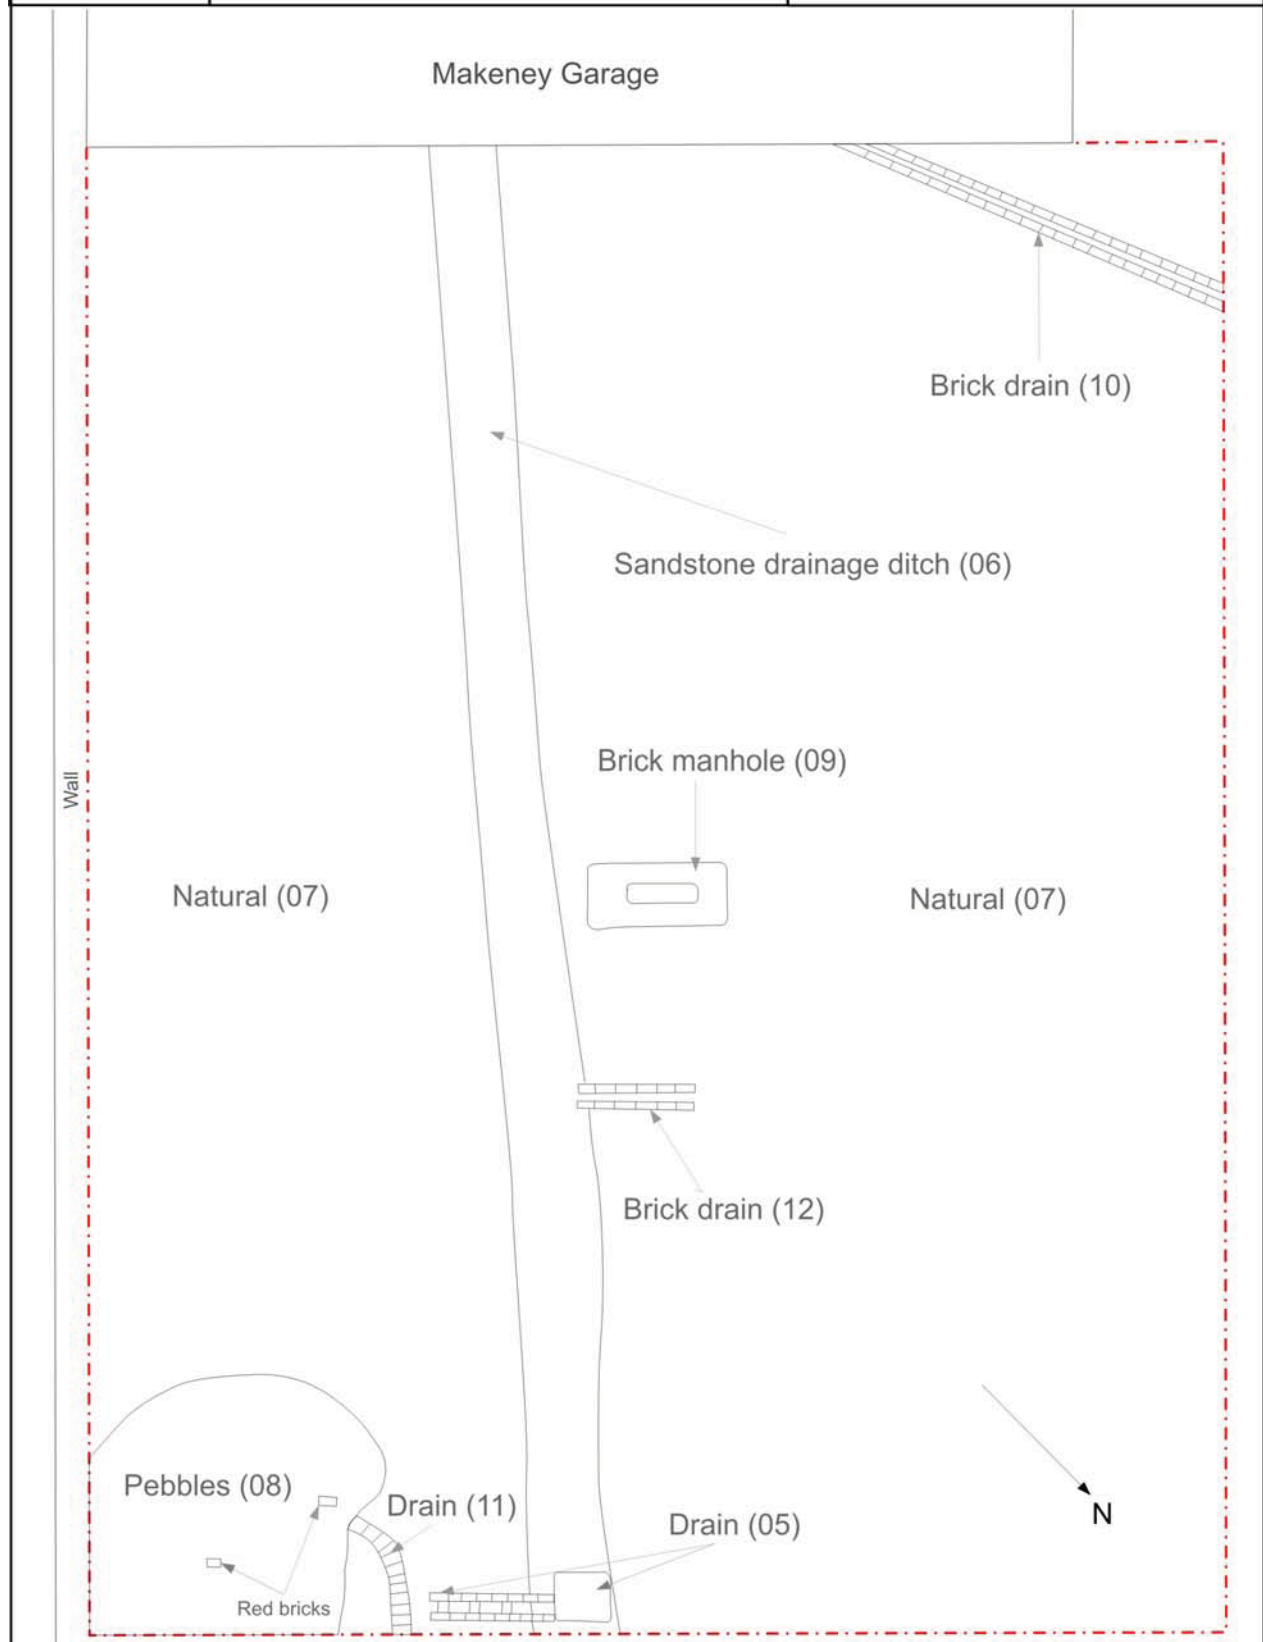 Makeney Garage
Brick drain (10)
Sandstone drainage ditch (06)
Brick manhole (09)
Wall
Natural (07)
Natural (07)
Brick drain (12)
Pebbles (08)
Drain (11)
Drain (05)
N
Red bricks